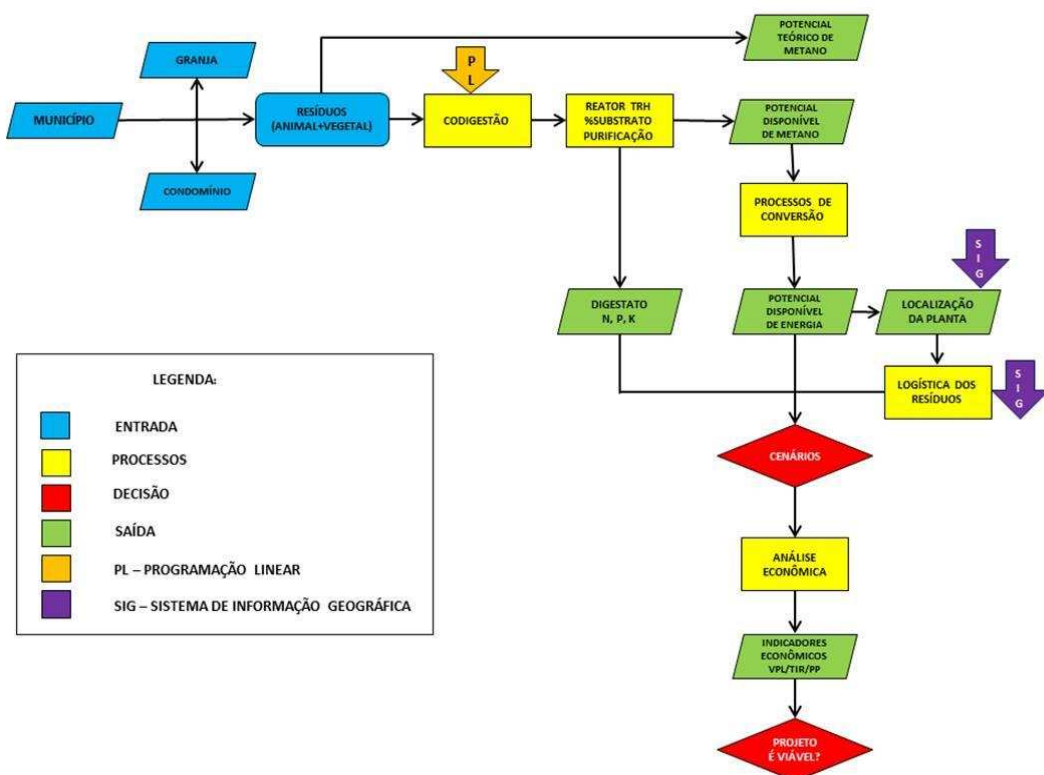 POTENCIAL
TEÓRICO DE
METANO
GRANJA
P
L
MUNICÍPIO
RESÍDUOS
(ANIMAL+VEGETAL)
CODIGESTÃO
REATOR TRH
%SUBSTRATO
PURIFICAÇÃO
POTENCIAL
DISPONÍVEL
DE METANO
CONDOMÍNIO
PROCESSOS DE
CONVERSÃO
S
I
G
DIGESTATO
N, P, K
POTENCIAL
DISPONÍVEL
DE ENERGIA
LOCALIZAÇÃO
DA PLANTA
LOGÍSTICA DOS
RESÍDUOS
S
I
G
CENÁRIOS
ANÁLISE
ECONÔMICA
INDICADORES
ECONÔMICOS
VPL/TIR/PP
PROJETO
É VIÁVEL?
LEGENDA:
ENTRADA
PROCESSOS
DECISÃO
SAÍDA
PL – PROGRAMAÇÃO LINEAR
SIG – SISTEMA DE INFORMAÇÃO GEOGRÁFICA